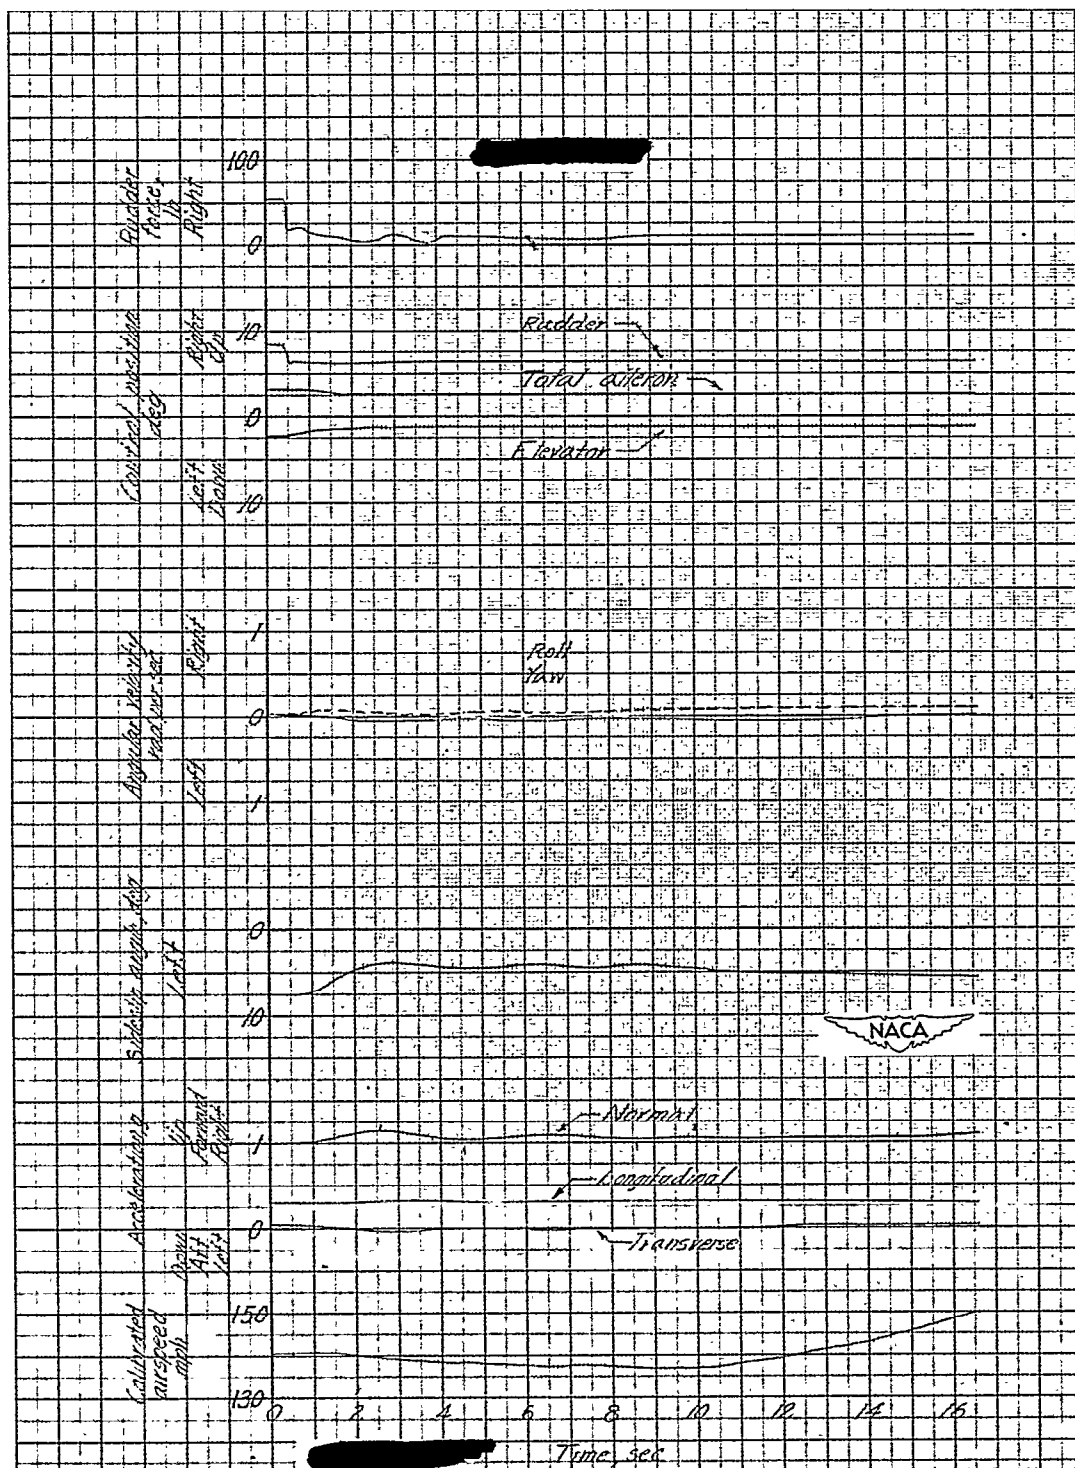 Rudder
force,
lb
Right
100
0
Control position
deg
Right
Up
Left
Down
10
0
10
Rudder
Total aileron
Elevator
Angular velocity
rad per sec
Right
Left
1
0
1
Roll
Yaw
Sideslip angle, deg
Left
0
10
NACA
Acceleration, g
Up
Forward
Right
Down
Aft
Left
1
0
Normal
Longitudinal
Transverse
Calibrated
airspeed
mph
150
130
0 2 4 6 8 10 12 14 16
Time, sec